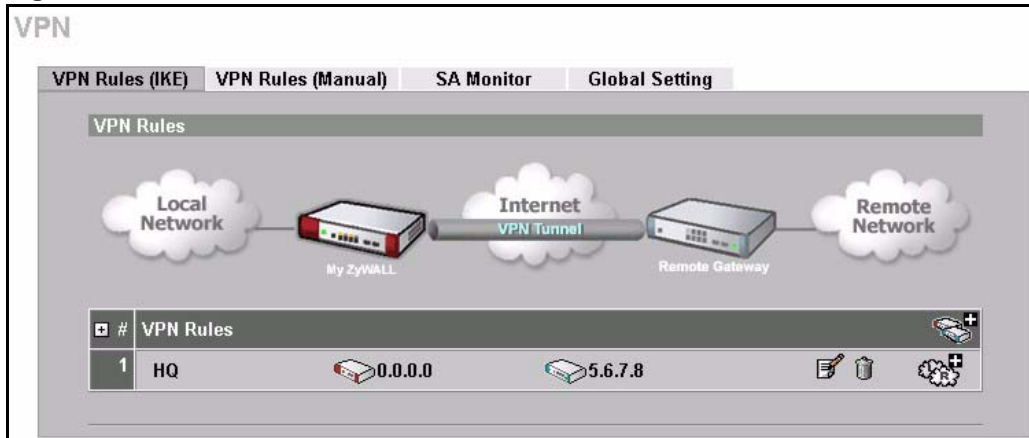 VPN
VPN Rules (IKE) VPN Rules (Manual) SA Monitor Global Setting
VPN Rules
Local Network
My ZyWALL
Internet
VPN Tunnel
Remote Gateway
Remote Network
# VPN Rules
1 HQ 0.0.0.0 5.6.7.8